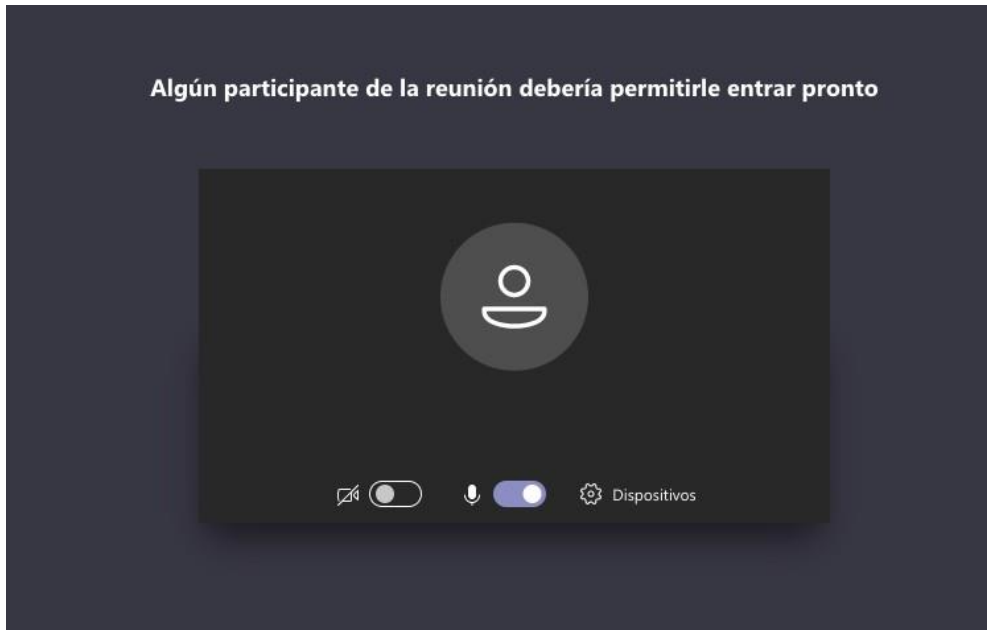 Algún participante de la reunión debería permitirle entrar pronto
Dispositivos